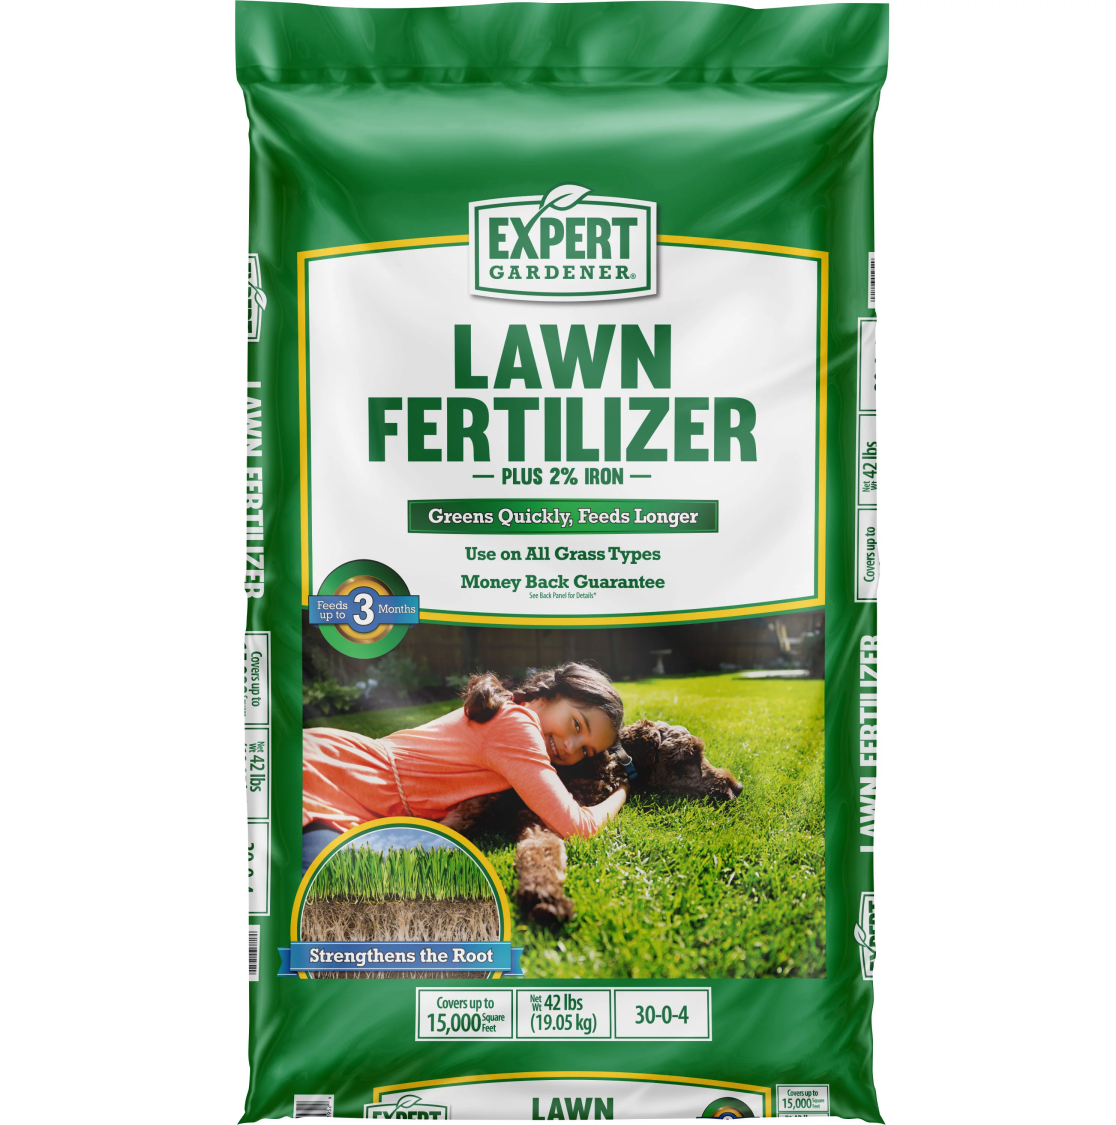 EXPERT
GARDENER®
LAWN
FERTILIZER
— PLUS 2% IRON —
Greens Quickly, Feeds Longer
Use on All Grass Types
Money Back Guarantee
See Back Panel for Details*
Feeds
up to 3 Months
Strengthens the Root
Covers up to
15,000 Square Feet
Net Wt 42 lbs
(19.05 kg)
30-0-4
LAWN FERTILIZER
Covers up to
Net Wt 42 lbs
Net Wt 42 lbs
Covers up to
LAWN FERTILIZER
EXPERT
LAWN
Covers up to
15,000 Square Feet